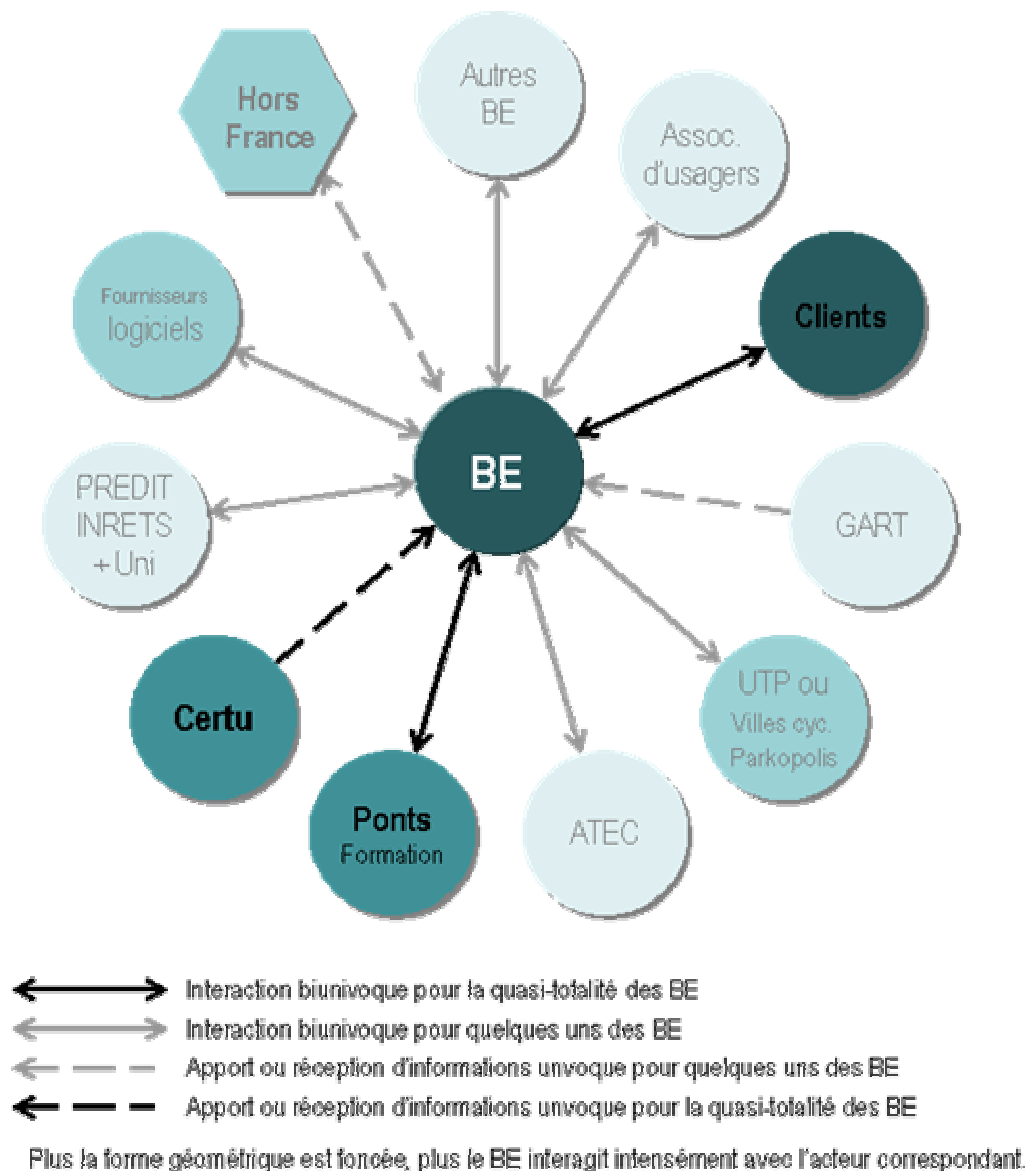 Autres
BE
Hors
France
Assoc.
d'usagers
Fournisseurs
logiciels
Clients
BE
PREDIT
INRETS
+Uni
GART
Certu
UTP ou
Villes cyc.
Parkopolis
Ponts
Formation
ATEC
Interaction biunivoque pour la quasi-totalité des BE
Interaction biunivoque pour quelques uns des BE
Apport ou réception d'informations unvoque pour quelques uns des BE
Apport ou réception d'informations unvoque pour la quasi-totalité des BE
Plus la forme géométrique est foncée, plus le BE interagit intensément avec l'acteur correspondant